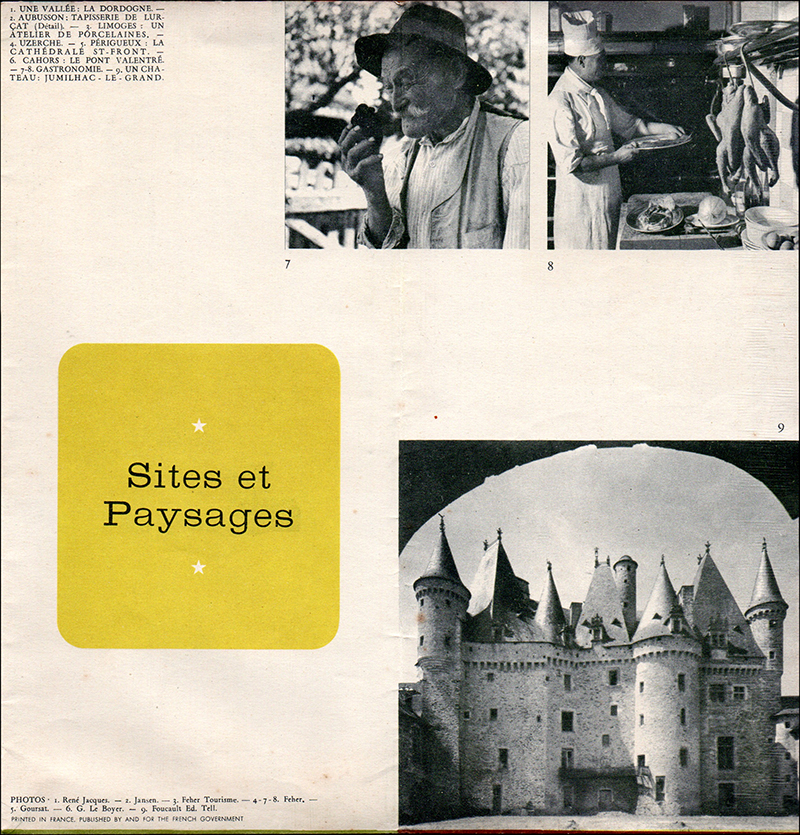 1. UNE VALLÉE : LA DORDOGNE. —
2. AUBUSSON : TAPISSERIE DE LUR-
ÇAT (Détail). — 3. LIMOGES : UN
ATELIER DE PORCELAINES. —
4. UZERCHE. — 5. PÉRIGUEUX : LA
CATHÉDRALE ST-FRONT. —
6. CAHORS : LE PONT VALENTRÉ.
— 7-8. GASTRONOMIE. — 9. UN CHA-
TEAU : JUMILHAC-LE-GRAND.
7
8
Sites et
Paysages
9
PHOTOS · 1. René Jacques. — 2. Jansen. — 3. Feher Tourisme. — 4-7-8. Feher. —
5. Goursat. — 6. G. Le Boyer. — 9. Foucault Ed. Tell.
PRINTED IN FRANCE, PUBLISHED BY AND FOR THE FRENCH GOVERNMENT